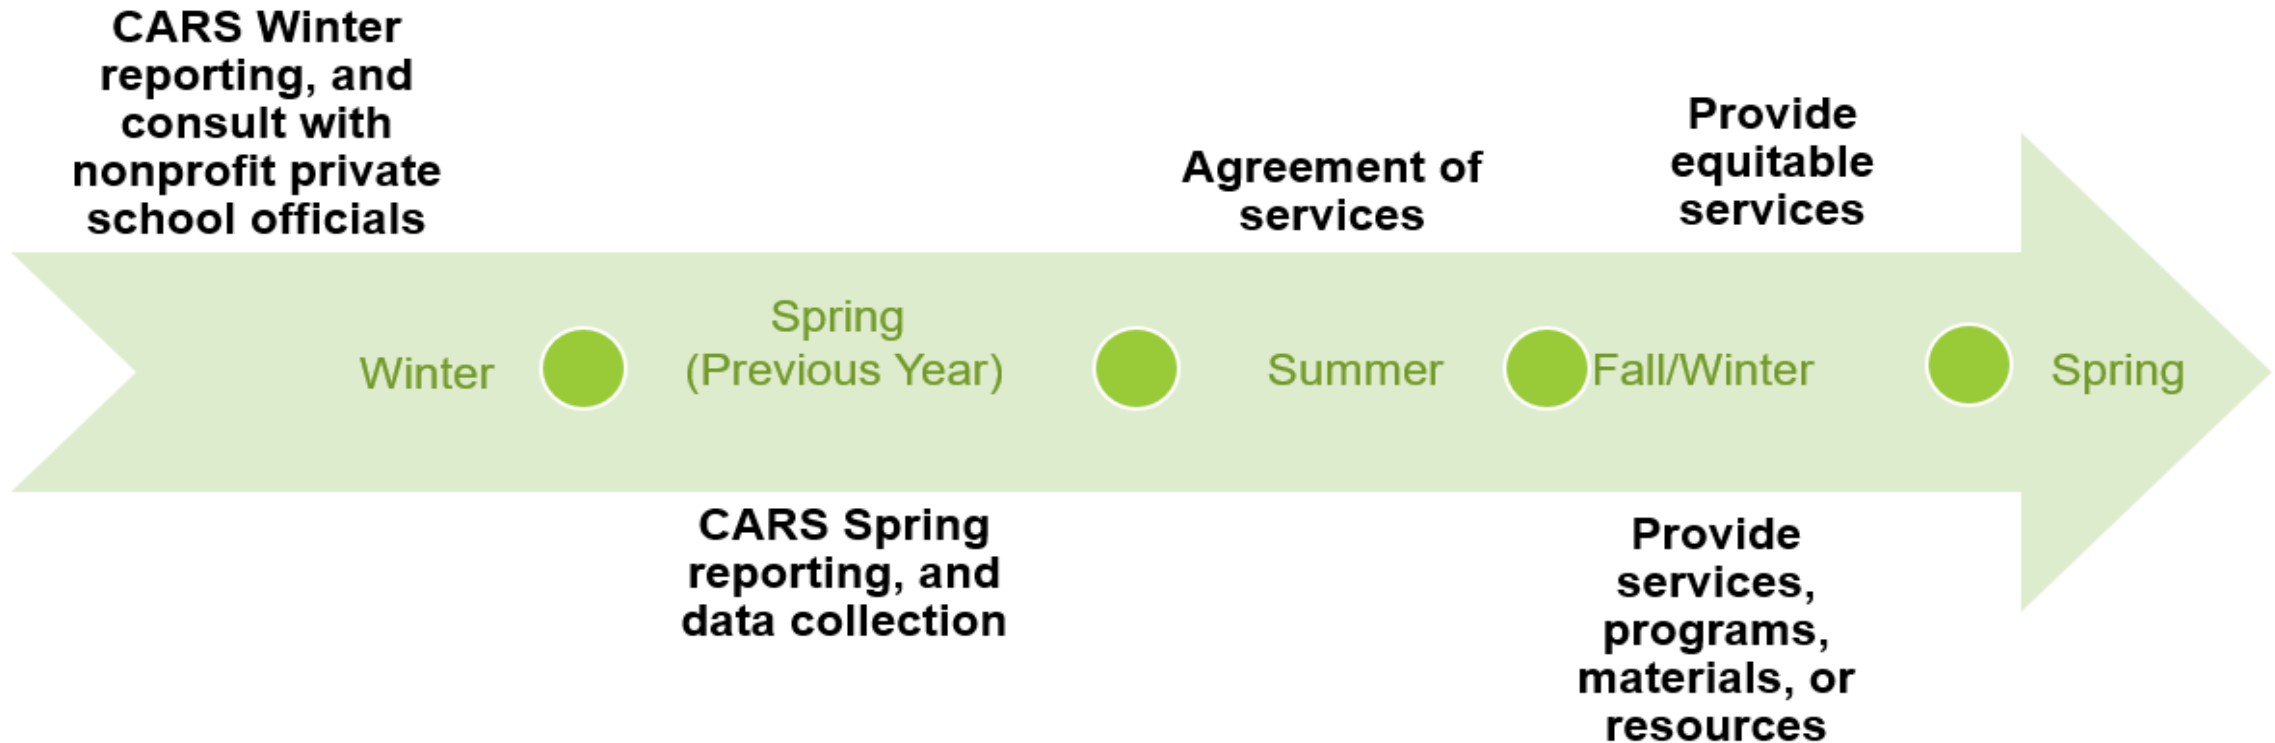 CARS Winter
reporting, and
consult with
nonprofit private
school officials
Agreement of
services
Provide
equitable
services
Winter
Spring
(Previous Year)
Summer
Fall/Winter
Spring
CARS Spring
reporting, and
data collection
Provide
services,
programs,
materials, or
resources